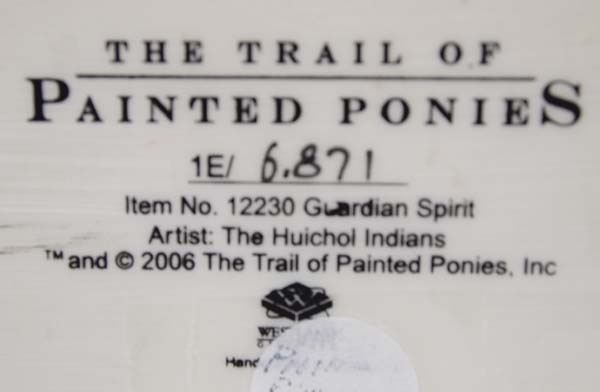 THE TRAIL OF
PAINTED PONIES
1E/ 6.871
Item No. 12230 Guardian Spirit
Artist: The Huichol Indians
™ and © 2006 The Trail of Painted Ponies, Inc